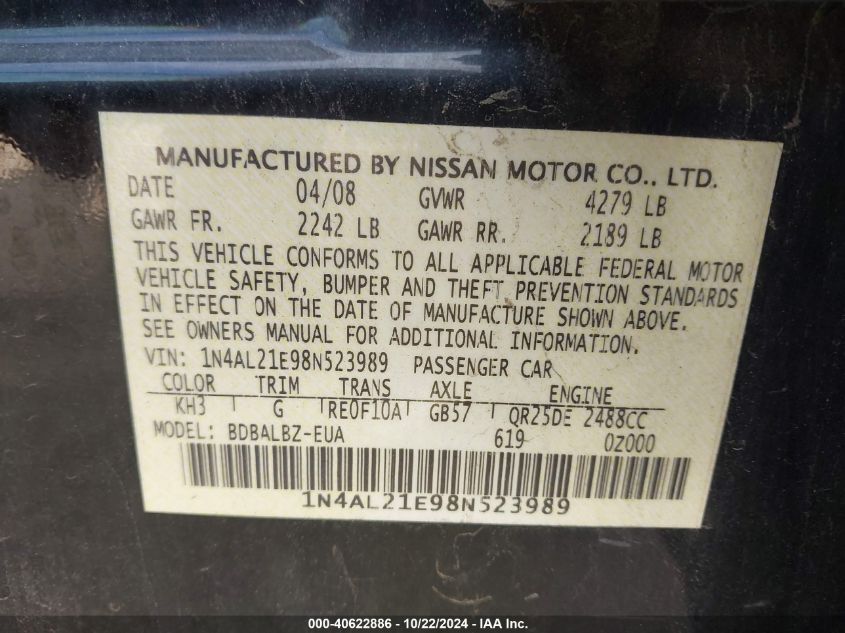 MANUFACTURED BY NISSAN MOTOR CO., LTD.
DATE 04/08 GVWR 4279 LB
GAWR FR. 2242 LB GAWR RR. 2189 LB
THIS VEHICLE CONFORMS TO ALL APPLICABLE FEDERAL MOTOR
VEHICLE SAFETY, BUMPER AND THEFT PREVENTION STANDARDS
IN EFFECT ON THE DATE OF MANUFACTURE SHOWN ABOVE.
SEE OWNERS MANUAL FOR ADDITIONAL INFORMATION.
VIN: 1N4AL21E98N523989 PASSENGER CAR
COLOR TRIM TRANS AXLE ENGINE
KH3 G RE0F10A GB57 QR25DE 2488CC
MODEL: BDBALBZ-EUA 619 0Z000
1N4AL21E98N523989
000-40622886 - 10/22/2024 - IAA Inc.